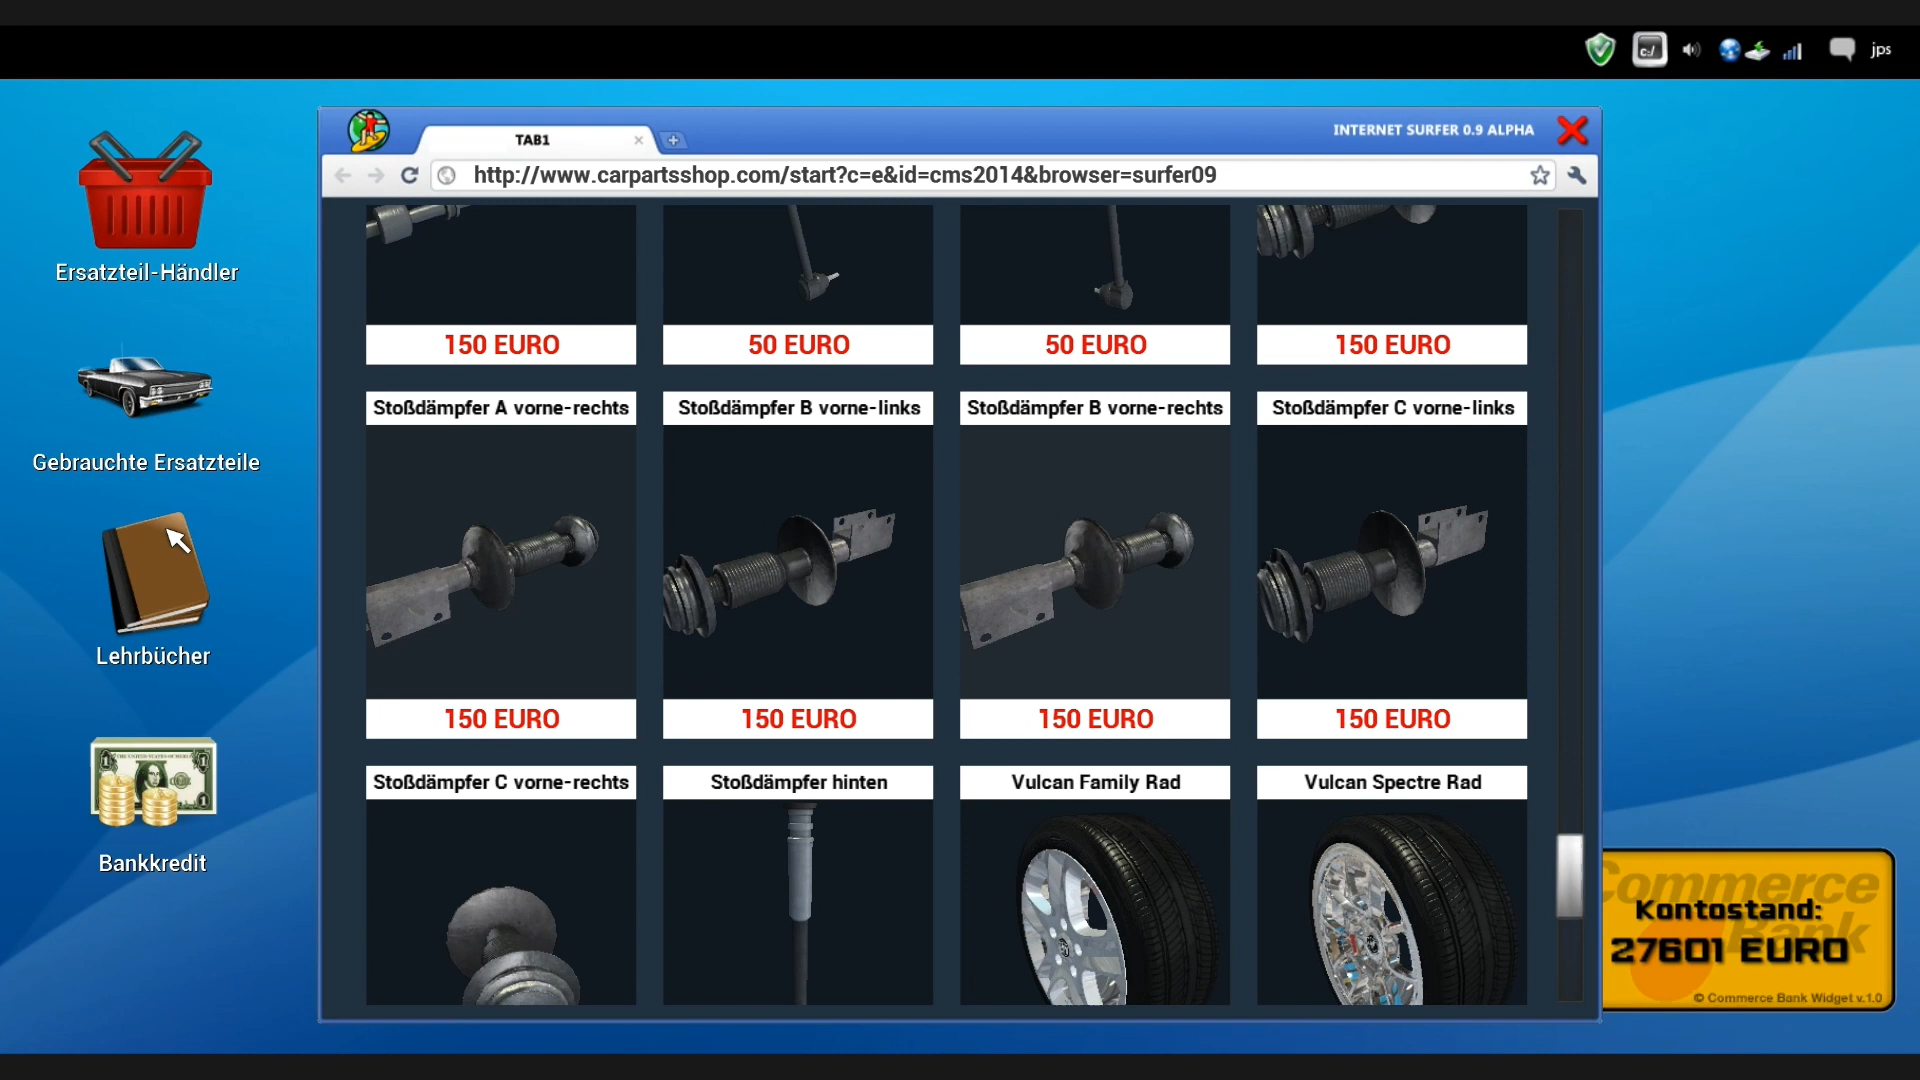 jps
TAB1
INTERNET SURFER 0.9 ALPHA
http://www.carpartsshop.com/start?c=e&id=cms2014&browser=surfer09
Ersatzteil-Händler
Gebrauchte Ersatzteile
Lehrbücher
Bankkredit
150 EURO
50 EURO
50 EURO
150 EURO
Stoßdämpfer A vorne-rechts
Stoßdämpfer B vorne-links
Stoßdämpfer B vorne-rechts
Stoßdämpfer C vorne-links
150 EURO
150 EURO
150 EURO
150 EURO
Stoßdämpfer C vorne-rechts
Stoßdämpfer hinten
Vulcan Family Rad
Vulcan Spectre Rad
Commerce
Bank
Kontostand:
27601 EURO
© Commerce Bank Widget v.1.0